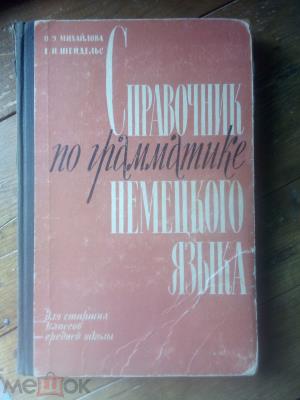 О. Э МИХАЙЛОВА
Е. И ШЕНДЕЛЬС
СПРАВОЧНИК
по грамматике
НЕМЕЦКОГО
ЯЗЫКА
для старших
классов
средней школы
Мешок